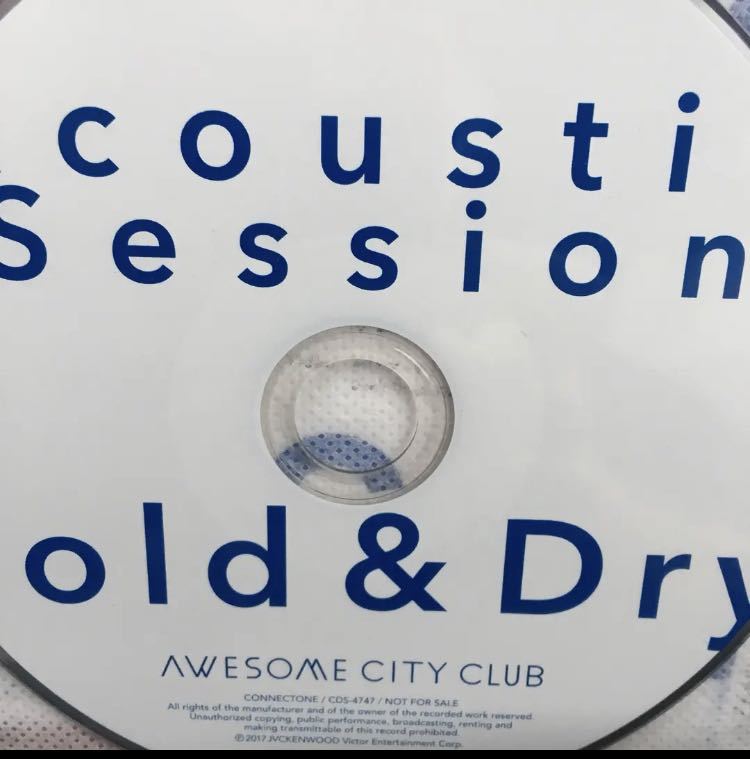 cousti
Session
old & Dry
AWESOME CITY CLUB
CONNECTONE / CDS-4747 / NOT FOR SALE
All rights of the manufacturer and of the owner of the recorded work reserved.
Unauthorized copying, public performance, broadcasting, renting and
making transmittable of this record prohibited.
℗ 2017 JVCKENWOOD Victor Entertainment Corp.